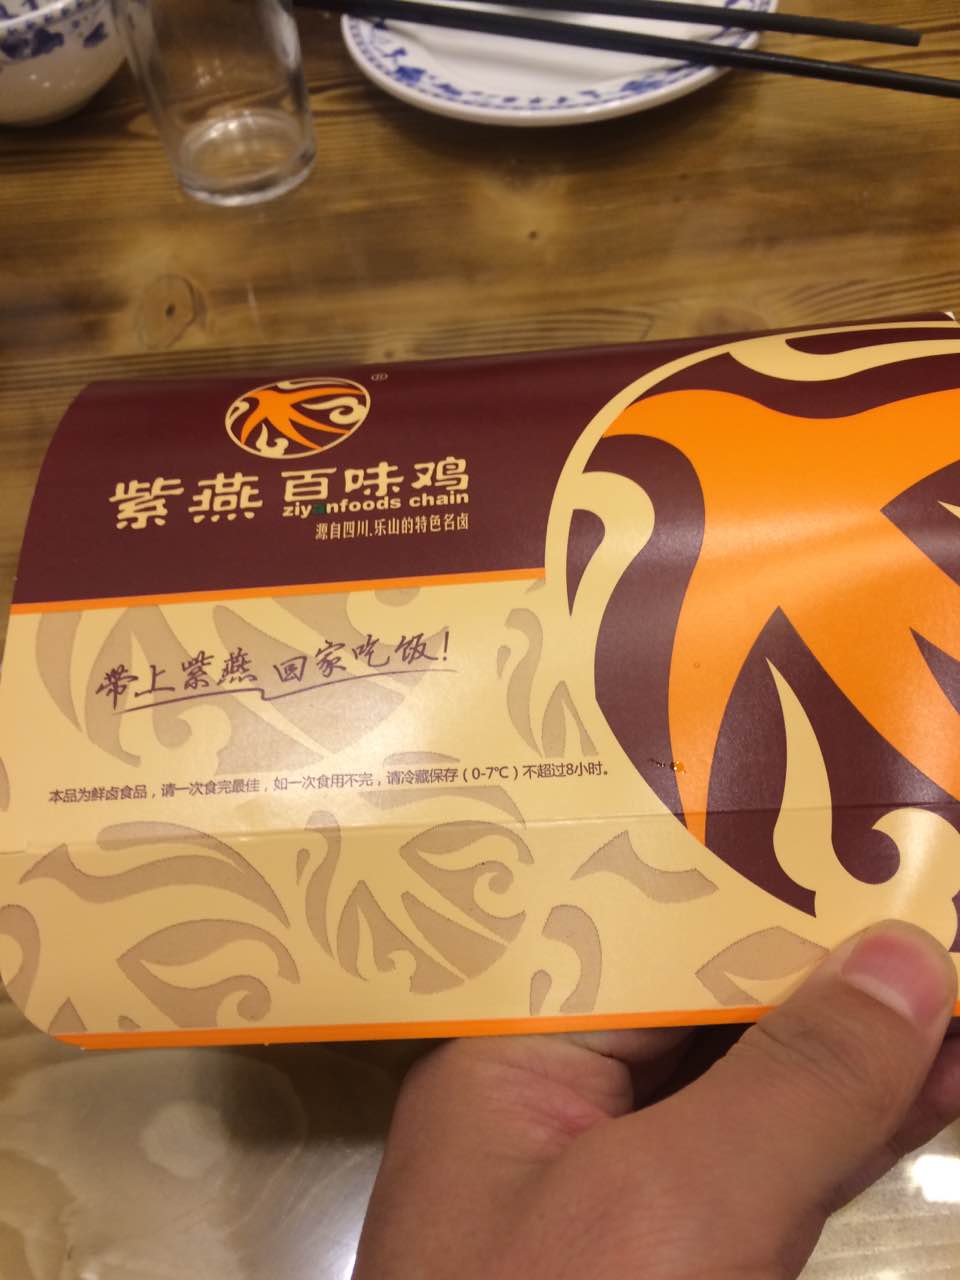 ®
紫燕 百味鸡
ziyanfoods chain
源自四川.乐山的特色名卤
带上紫燕 回家吃饭!
本品为鲜卤食品，请一次食完最佳，如一次食用不完，请冷藏保存（0-7℃）不超过8小时。